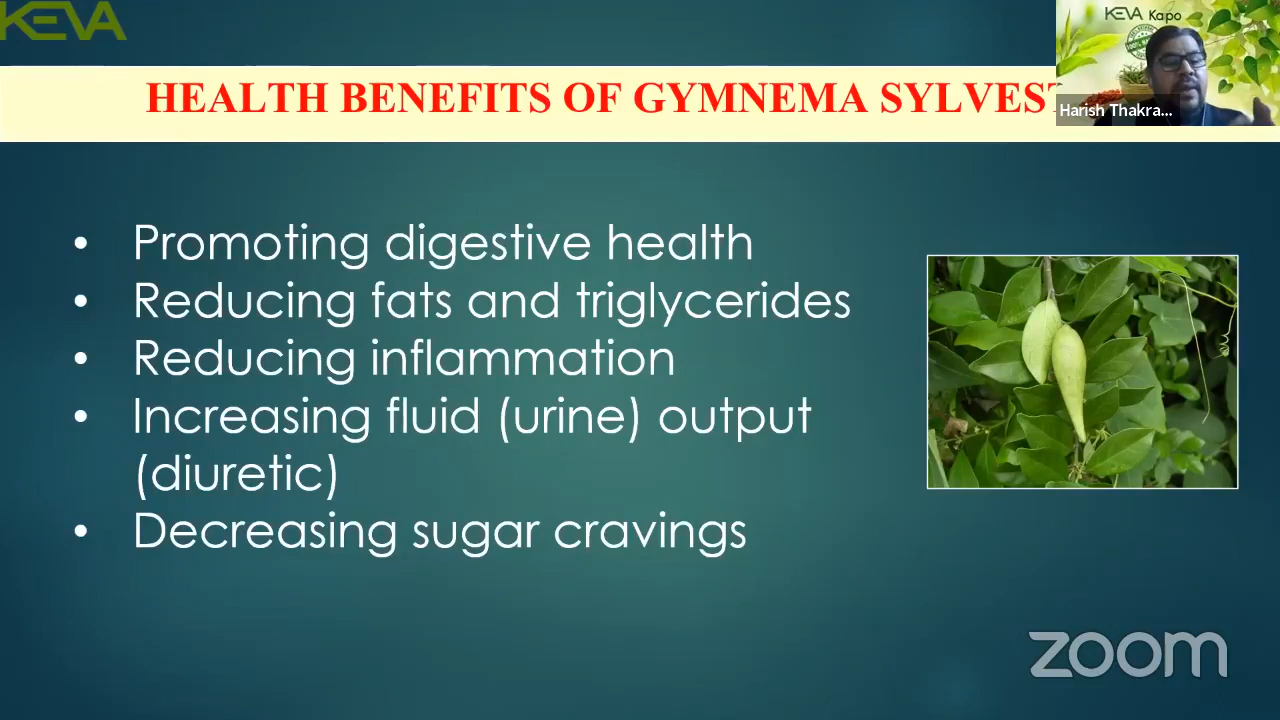 KEVA
KEVA Kapo
HEALTH BENEFITS OF GYMNEMA
Harish Thakra...
• Promoting digestive health
• Reducing fats and triglycerides
• Reducing inflammation
• Increasing fluid (urine) output
(diuretic)
• Decreasing sugar cravings
zoom